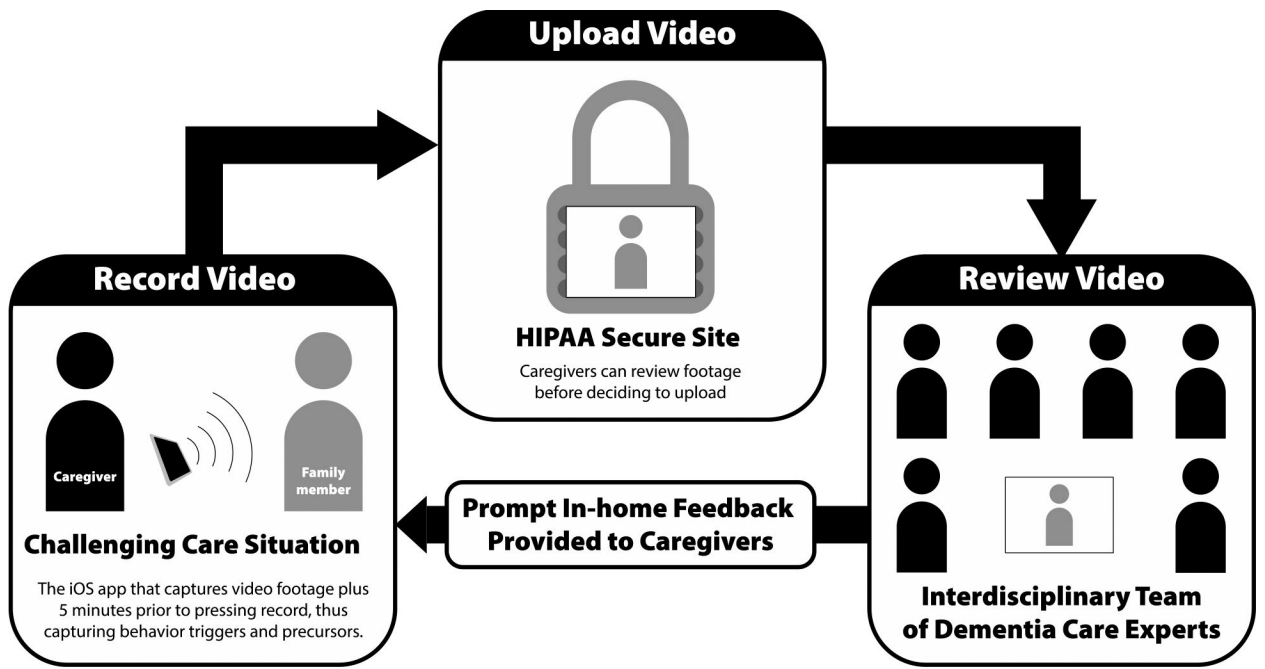 Upload Video
HIPAA Secure Site
Caregivers can review footage
before deciding to upload
Record Video
Caregiver
Family
member
Challenging Care Situation
The iOS app that captures video footage plus
5 minutes prior to pressing record, thus
capturing behavior triggers and precursors.
Review Video
Interdisciplinary Team
of Dementia Care Experts
Prompt In-home Feedback
Provided to Caregivers